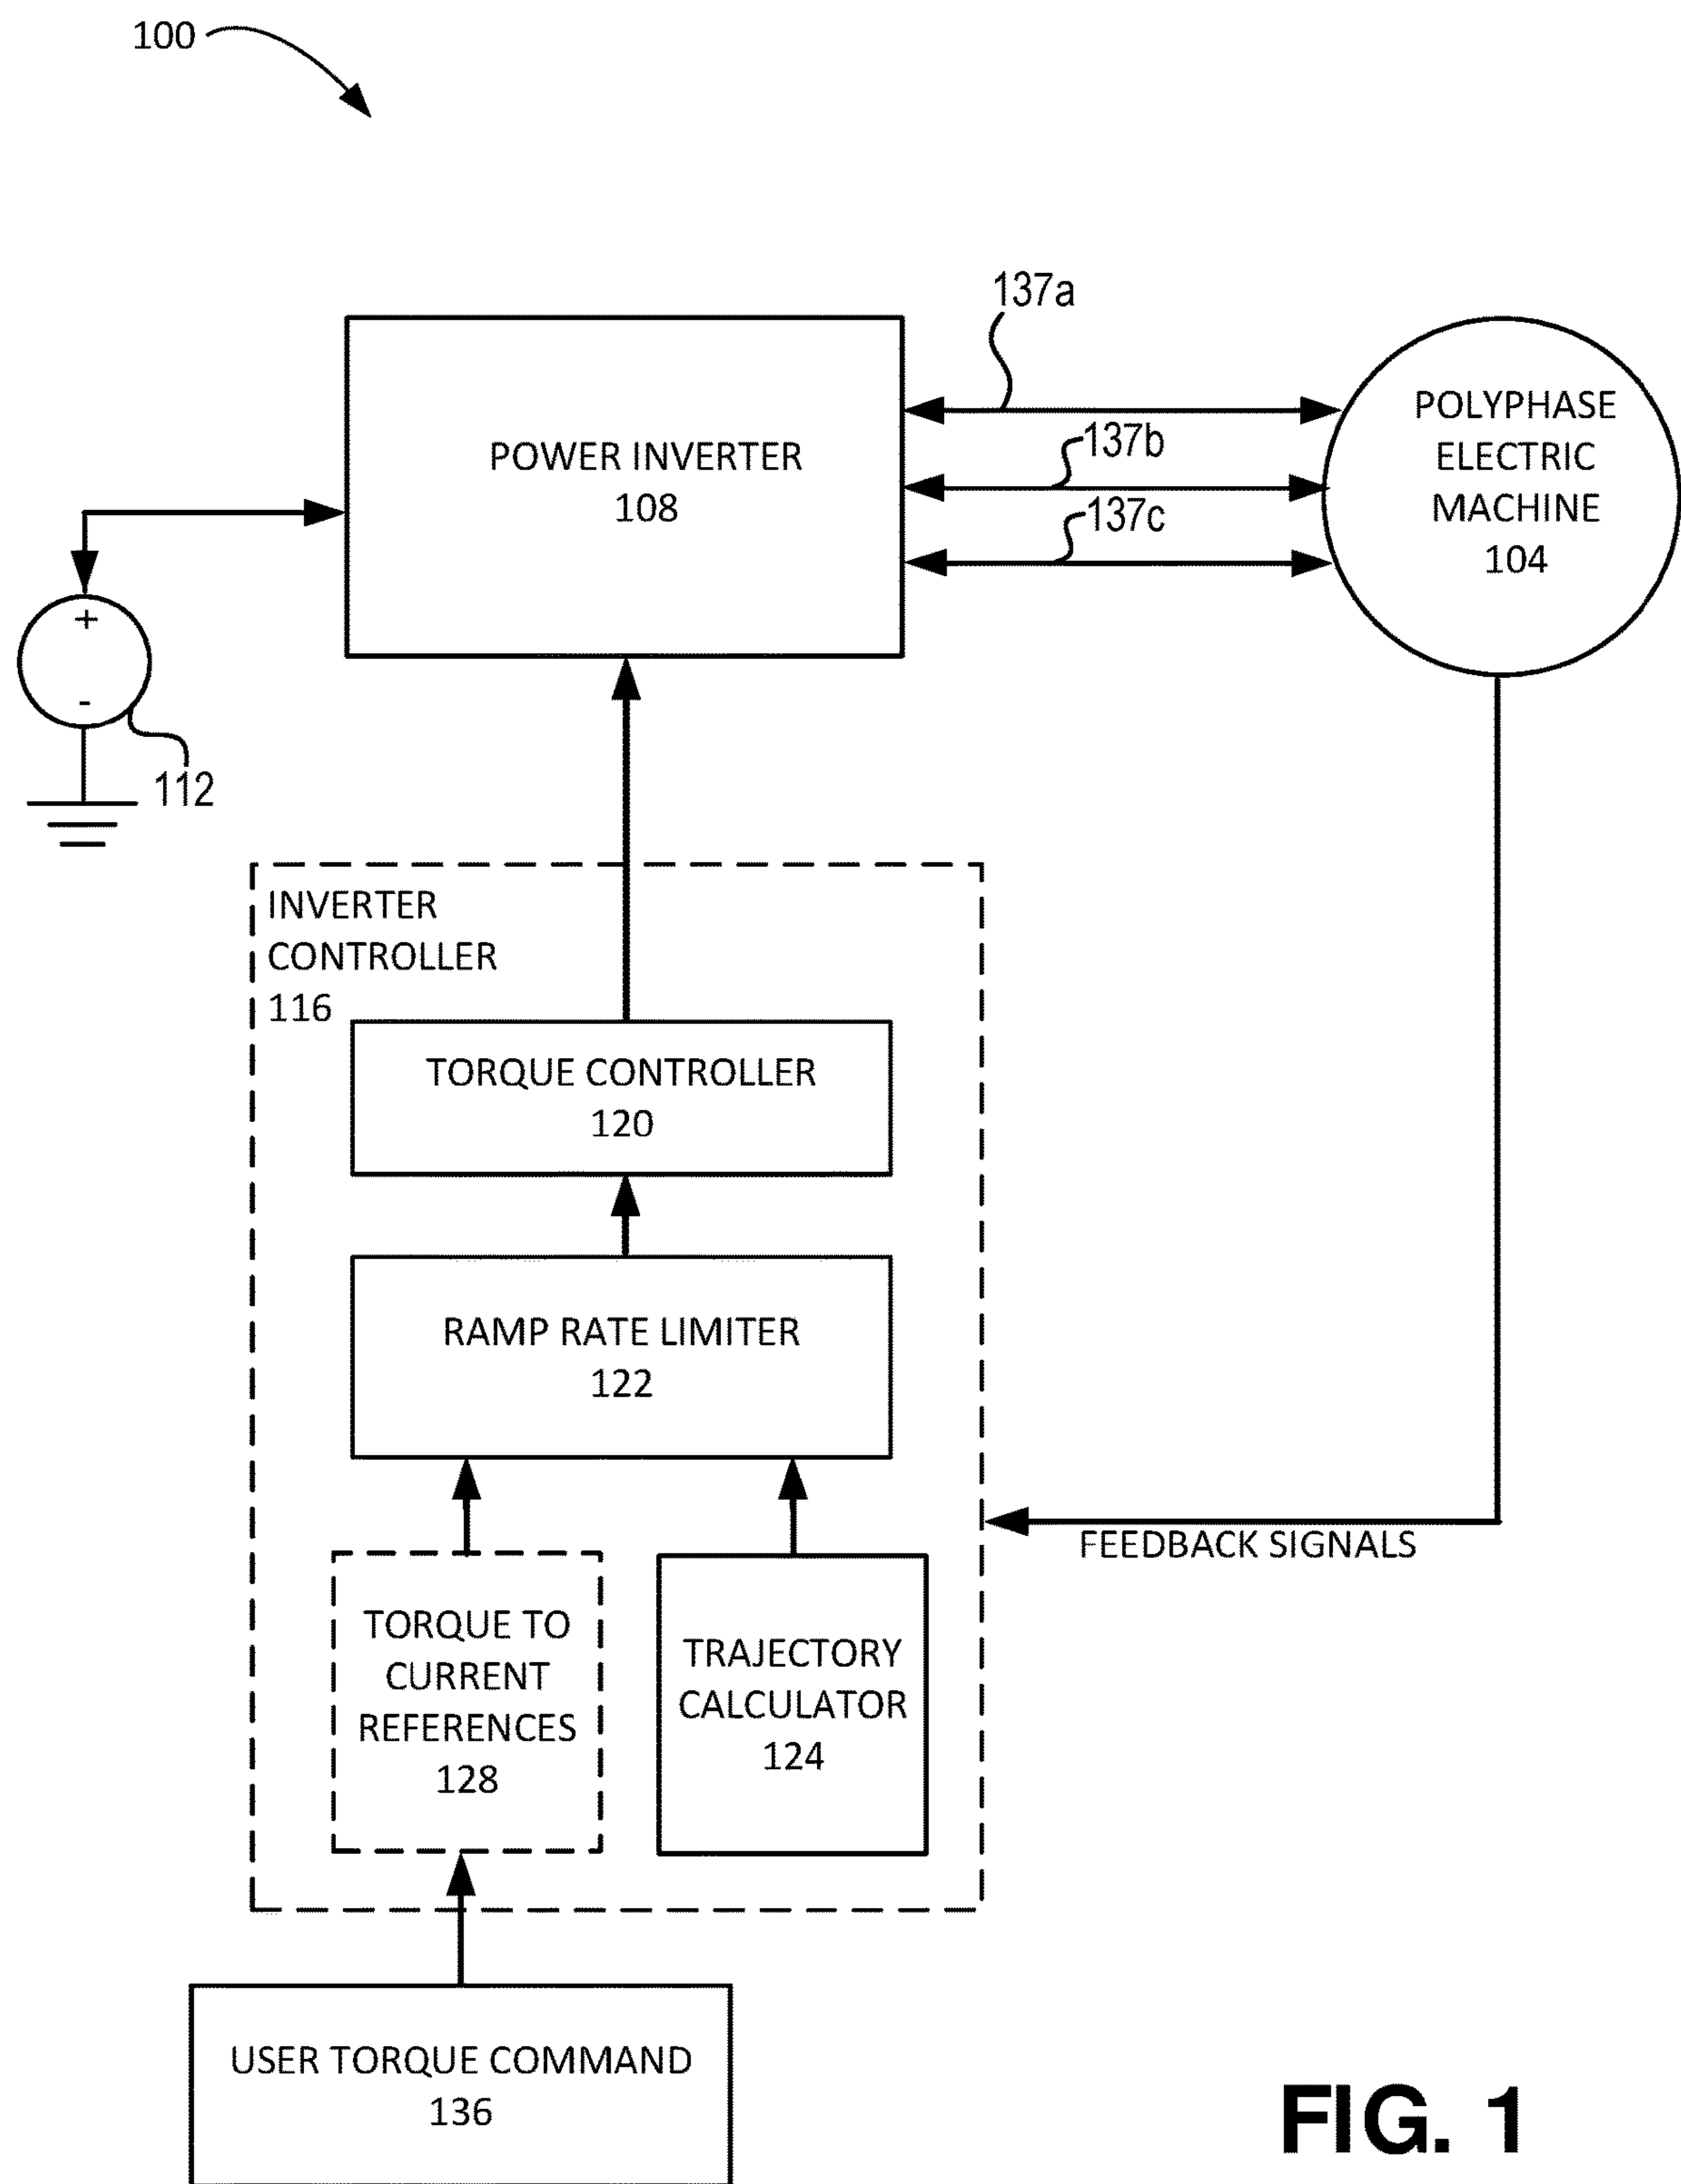 100
137a
POWER INVERTER
108
137b
137c
POLYPHASE
ELECTRIC
MACHINE
104
+
-
112
INVERTER
CONTROLLER
116
TORQUE CONTROLLER
120
RAMP RATE LIMITER
122
FEEDBACK SIGNALS
TORQUE TO
CURRENT
REFERENCES
128
TRAJECTORY
CALCULATOR
124
USER TORQUE COMMAND
136
FIG. 1